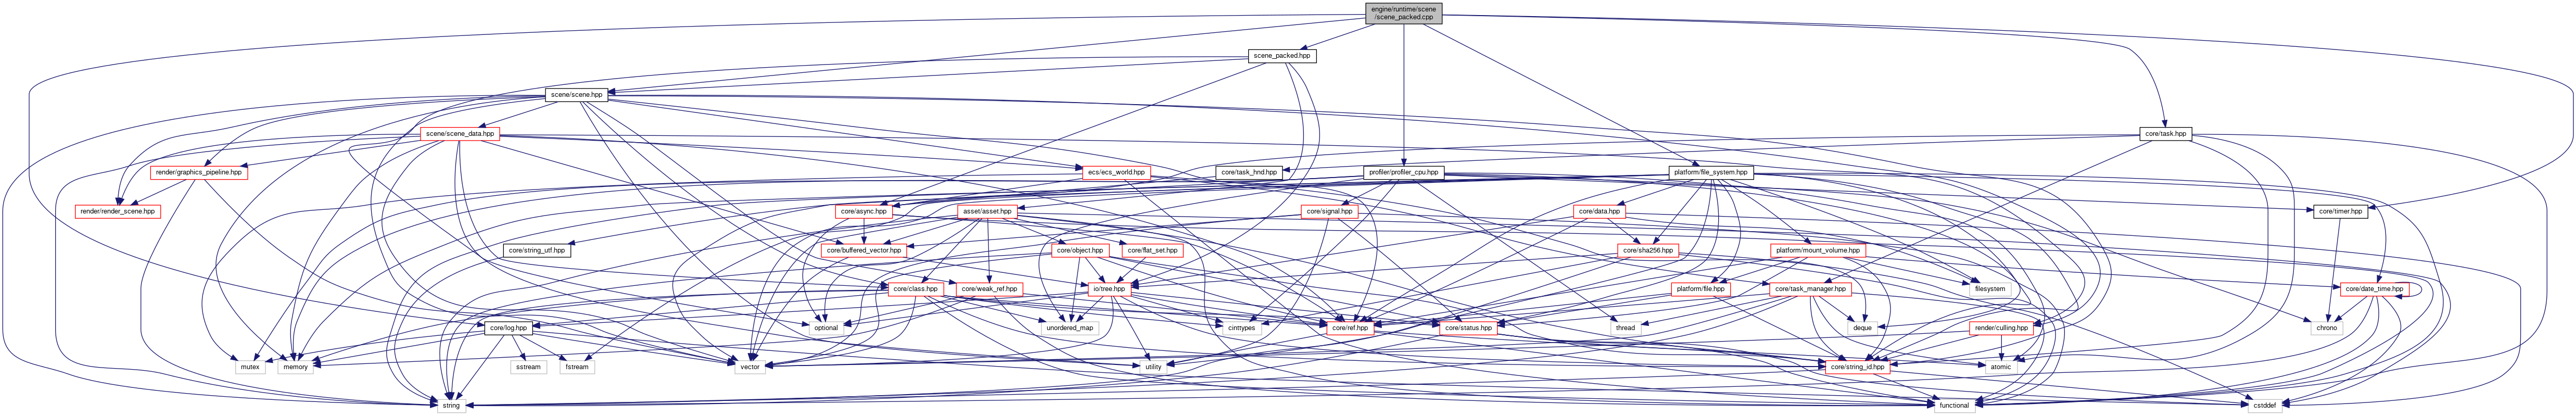 engine/runtime/scene
/scene_packed.cpp
scene_packed.hpp
scene/scene.hpp
scene/scene_data.hpp
core/task.hpp
render/graphics_pipeline.hpp
ecs/ecs_world.hpp
core/task_hnd.hpp
profiler/profiler_cpu.hpp
platform/file_system.hpp
render/render_scene.hpp
core/async.hpp
asset/asset.hpp
core/signal.hpp
core/data.hpp
core/timer.hpp
core/string_utf.hpp
core/buffered_vector.hpp
core/object.hpp
core/flat_set.hpp
core/sha256.hpp
platform/mount_volume.hpp
core/class.hpp
core/weak_ref.hpp
io/tree.hpp
platform/file.hpp
core/task_manager.hpp
filesystem
core/date_time.hpp
core/log.hpp
optional
unordered_map
cinttypes
core/ref.hpp
core/status.hpp
thread
deque
render/culling.hpp
chrono
mutex
memory
sstream
fstream
vector
utility
core/string_id.hpp
atomic
string
functional
cstddef